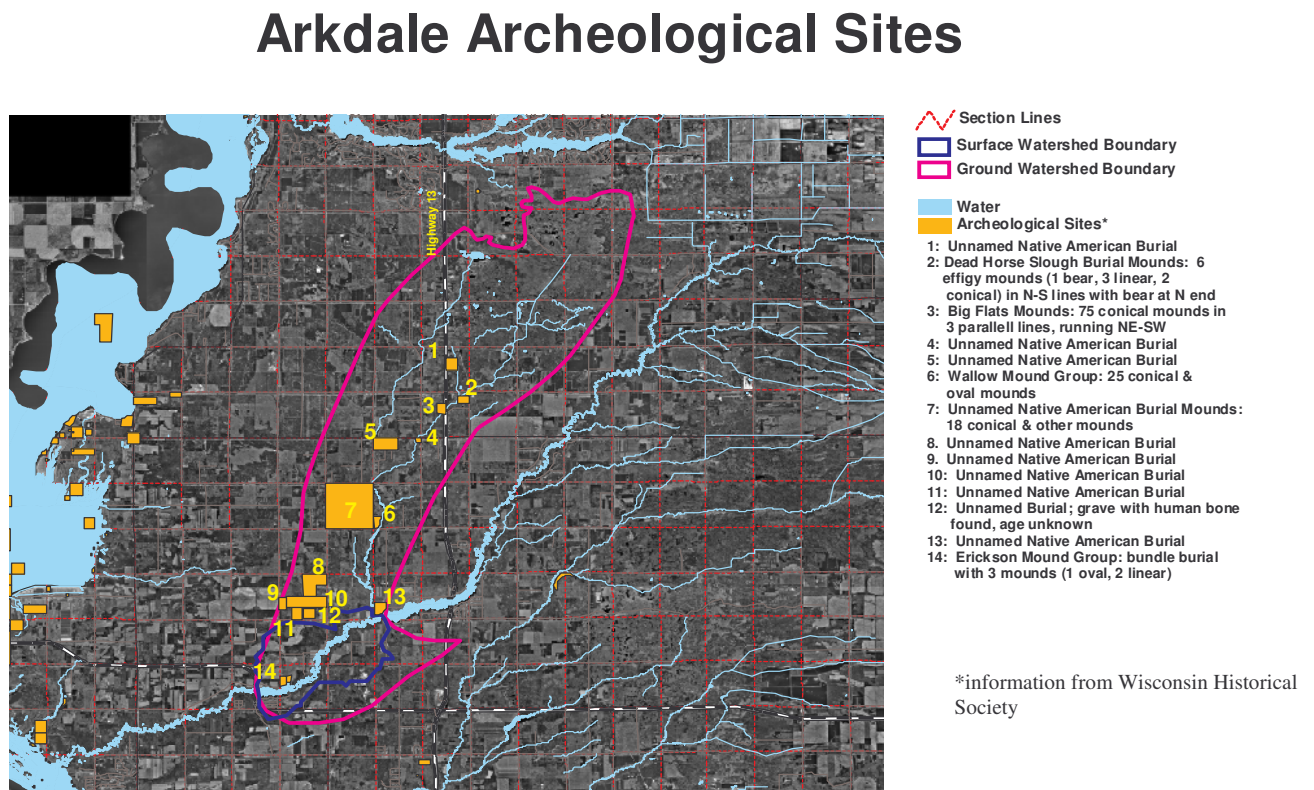 Arkdale Archeological Sites
Section Lines
Surface Watershed Boundary
Ground Watershed Boundary
Water
Archeological Sites*
1: Unnamed Native American Burial
2: Dead Horse Slough Burial Mounds: 6
effigy mounds (1 bear, 3 linear, 2
conical) in N-S lines with bear at N end
3: Big Flats Mounds: 75 conical mounds in
3 parallell lines, running NE-SW
4: Unnamed Native American Burial
5: Unnamed Native American Burial
6: Wallow Mound Group: 25 conical &
oval mounds
7: Unnamed Native American Burial Mounds:
18 conical & other mounds
8. Unnamed Native American Burial
9. Unnamed Native American Burial
10: Unnamed Native American Burial
11: Unnamed Native American Burial
12: Unnamed Burial; grave with human bone
found, age unknown
13: Unnamed Native American Burial
14: Erickson Mound Group: bundle burial
with 3 mounds (1 oval, 2 linear)
*information from Wisconsin Historical
Society
Highway 13
1
2
3
4
5
6
7
8
9
10
11
12
13
14